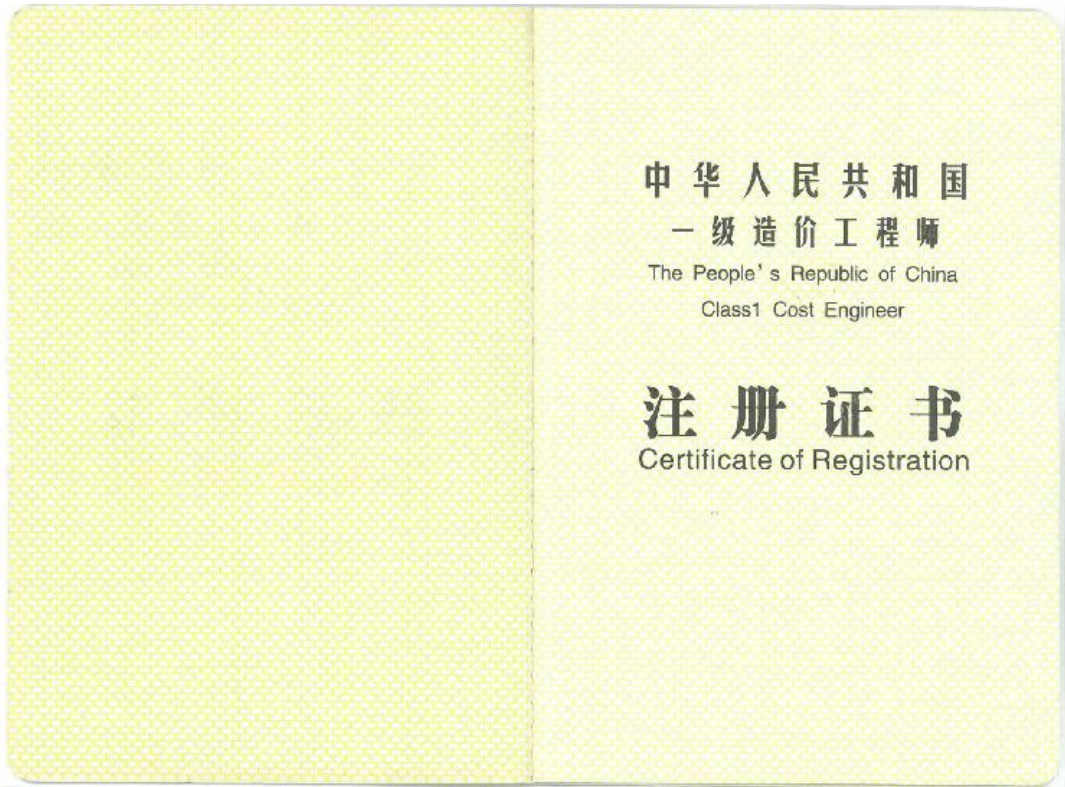 中华人民共和国
一级造价工程师
The People's Republic of China
Class1 Cost Engineer
注册证书
Certificate of Registration